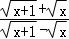 √x+1 + √x
√x+1 − √x